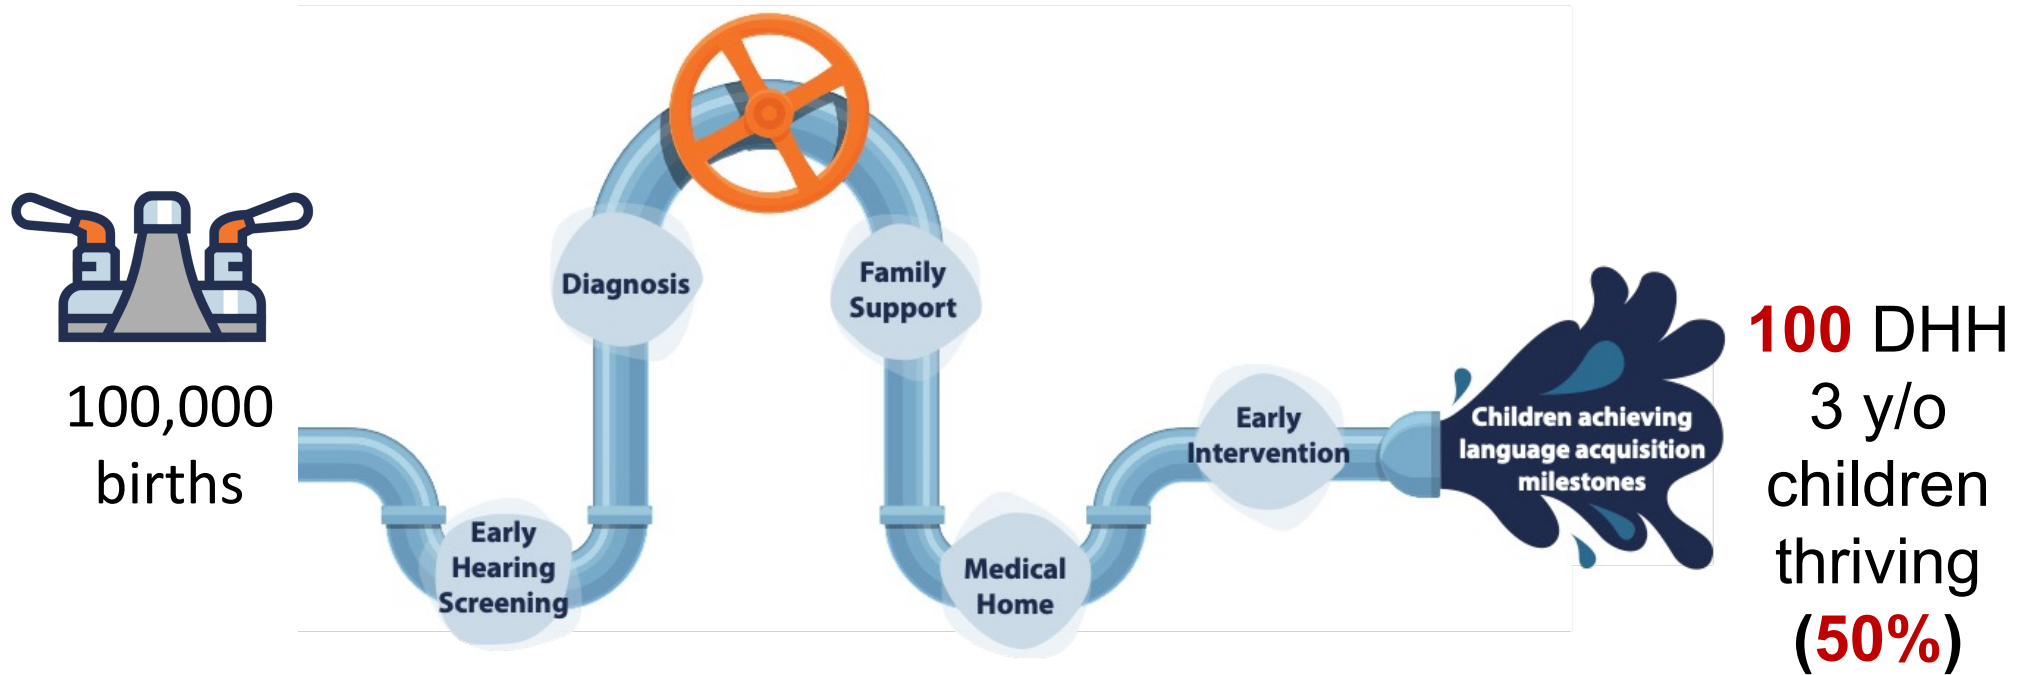 100,000
births
Early
Hearing
Screening
Diagnosis
Family
Support
Medical
Home
Early
Intervention
Children achieving
language acquisition
milestones
100 DHH
3 y/o
children
thriving
(50%)